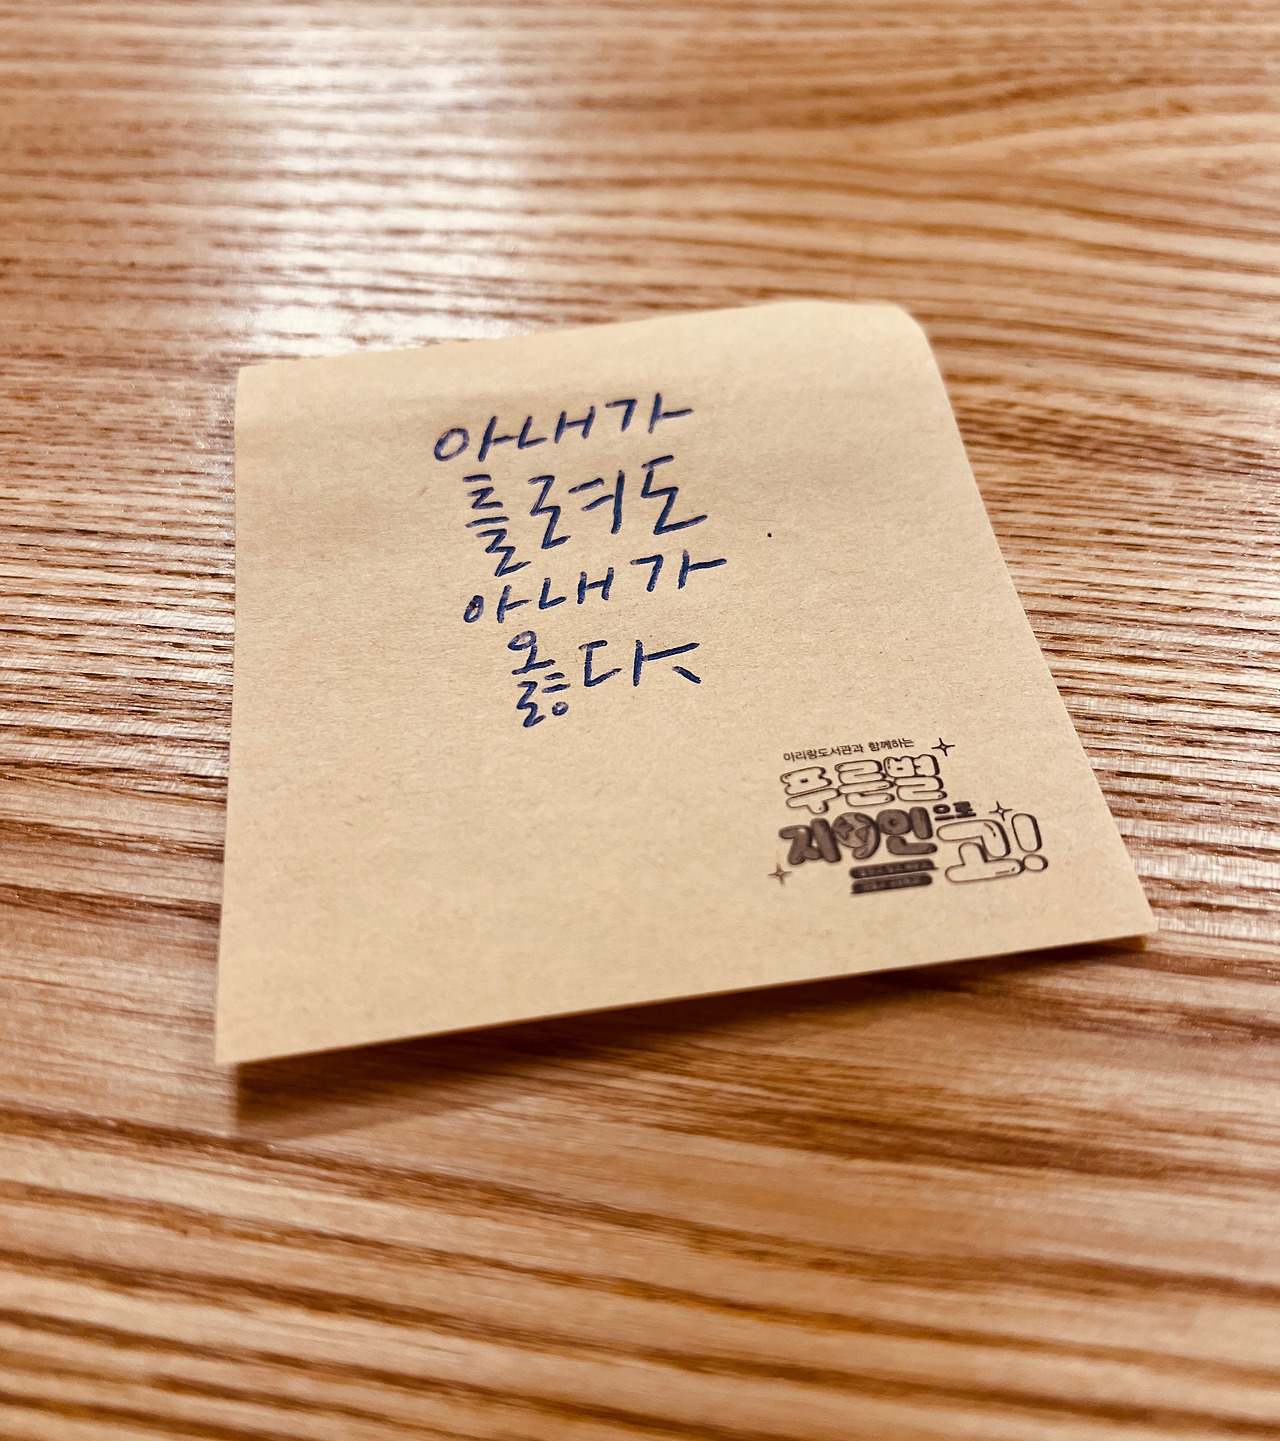 아내가
틀려도
아내가
옳다
아리랑도서관과 함께하는
푸른별
지구인으로
고!